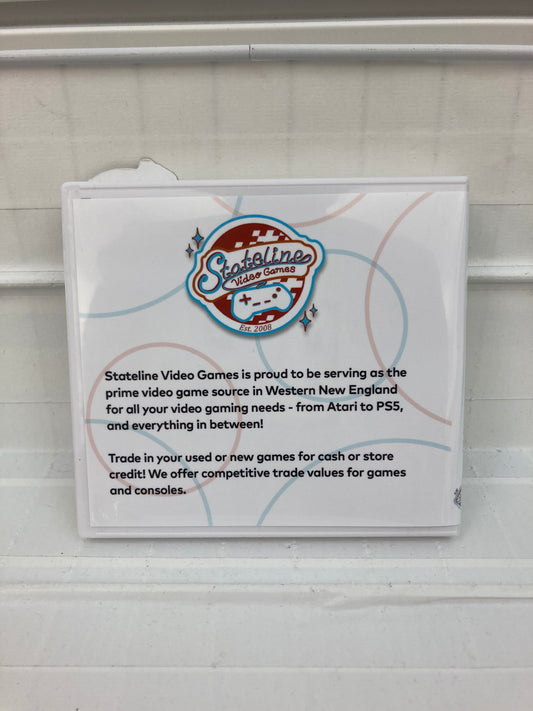 Stateline
Video Games
Est. 2008
Stateline Video Games is proud to be serving as the
prime video game source in Western New England
for all your video gaming needs - from Atari to PS5,
and everything in between!
Trade in your used or new games for cash or store
credit! We offer competitive trade values for games
and consoles.